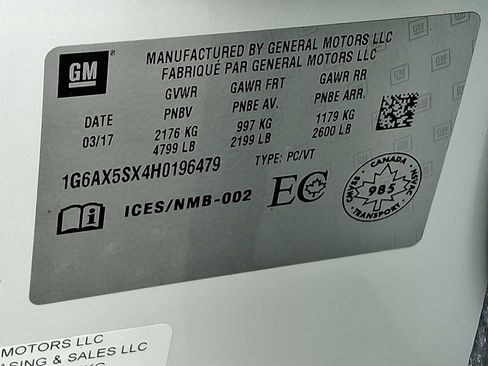 GM
MANUFACTURED BY GENERAL MOTORS LLC
FABRIQUÉ PAR GENERAL MOTORS LLC
DATE
03/17
GVWR
PNBV
2176 KG
4799 LB
GAWR FRT
PNBE AV.
997 KG
2199 LB
GAWR RR
PNBE ARR.
1179 KG
2600 LB
1G6AX5SX4H0196479
TYPE: PC/VT
ICES/NMB-002
EC
CANADA
985
TRANSPORT
MOTORS LLC
ASING & SALES LLC